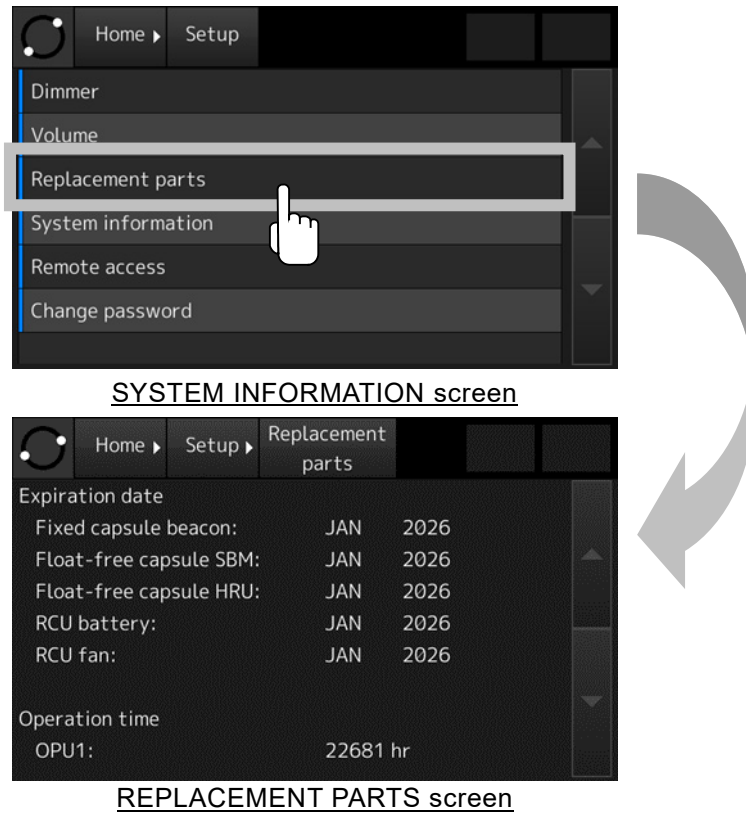 Home Setup
Dimmer
Volume
Replacement parts
System information
Remote access
Change password
SYSTEM INFORMATION screen
Home Setup Replacement
parts
Expiration date
Fixed capsule beacon: JAN 2026
Float-free capsule SBM: JAN 2026
Float-free capsule HRU: JAN 2026
RCU battery: JAN 2026
RCU fan: JAN 2026
Operation time
OPU1: 22681 hr
REPLACEMENT PARTS screen